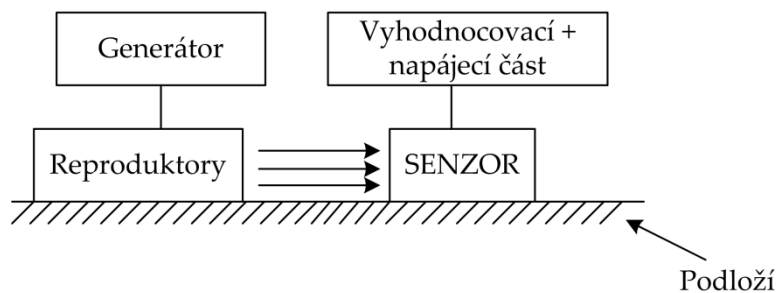 Generátor
Vyhodnocovací +
napájecí část
Reproduktory
SENZOR
Podloží